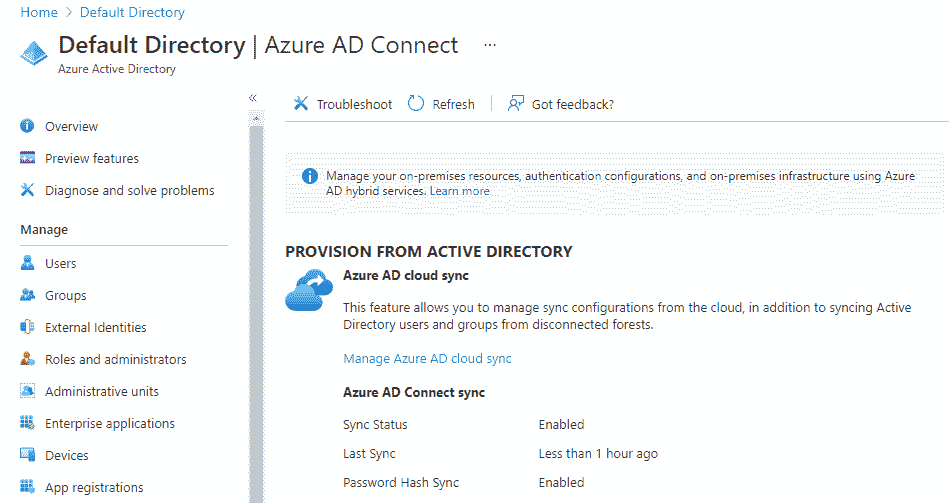 Home > Default Directory
Default Directory | Azure AD Connect ...
Azure Active Directory
«
Overview
Preview features
Diagnose and solve problems
Manage
Users
Groups
External Identities
Roles and administrators
Administrative units
Enterprise applications
Devices
App registrations
Troubleshoot Refresh Got feedback?
Manage your on-premises resources, authentication configurations, and on-premises infrastructure using Azure
AD hybrid services. Learn more
PROVISION FROM ACTIVE DIRECTORY
Azure AD cloud sync
This feature allows you to manage sync configurations from the cloud, in addition to syncing Active
Directory users and groups from disconnected forests.
Manage Azure AD cloud sync
Azure AD Connect sync
Sync Status Enabled
Last Sync Less than 1 hour ago
Password Hash Sync Enabled